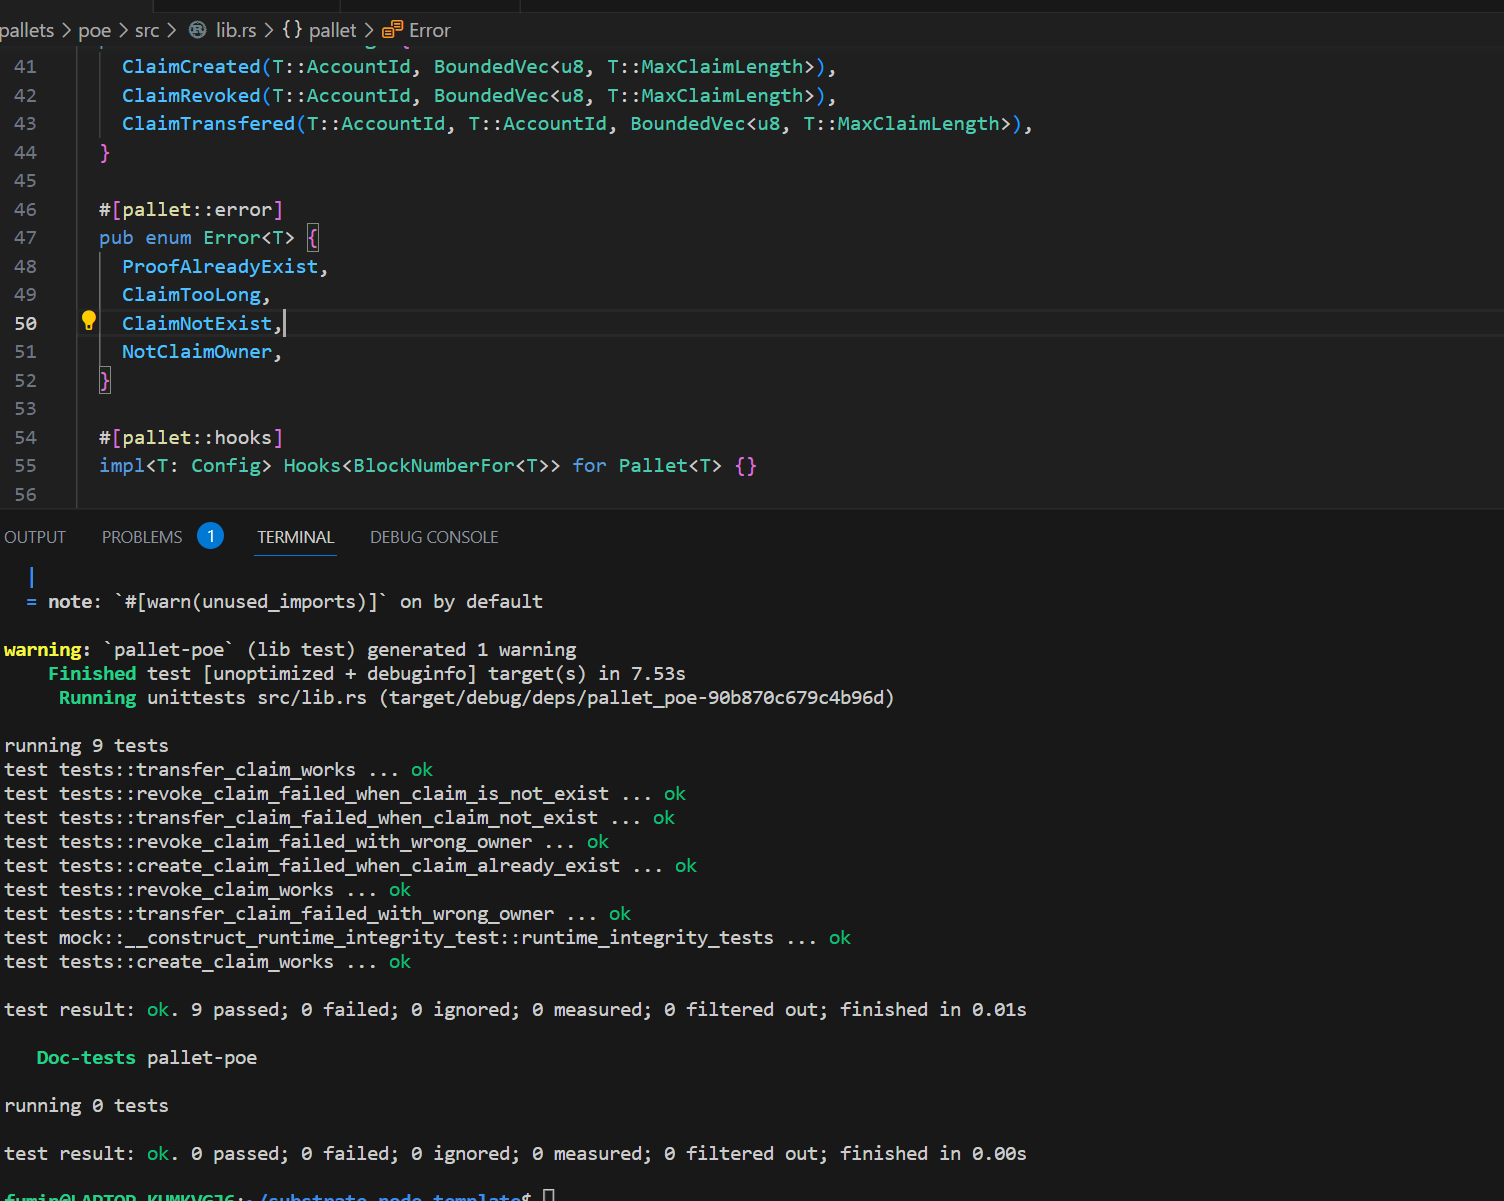 pallets > poe > src > lib.rs > {} pallet > Error
41 ClaimCreated(T::AccountId, BoundedVec<u8, T::MaxClaimLength>),
42 ClaimRevoked(T::AccountId, BoundedVec<u8, T::MaxClaimLength>),
43 ClaimTransfered(T::AccountId, T::AccountId, BoundedVec<u8, T::MaxClaimLength>),
44 }
45
46 #[pallet::error]
47 pub enum Error<T> {
48 ProofAlreadyExist,
49 ClaimTooLong,
50 ClaimNotExist,
51 NotClaimOwner,
52 }
53
54 #[pallet::hooks]
55 impl<T: Config> Hooks<BlockNumberFor<T>> for Pallet<T> {}
56
OUTPUT PROBLEMS 1 TERMINAL DEBUG CONSOLE
|
= note: `#[warn(unused_imports)]` on by default
warning: `pallet-poe` (lib test) generated 1 warning
Finished test [unoptimized + debuginfo] target(s) in 7.53s
Running unittests src/lib.rs (target/debug/deps/pallet_poe-90b870c679c4b96d)
running 9 tests
test tests::transfer_claim_works ... ok
test tests::revoke_claim_failed_when_claim_is_not_exist ... ok
test tests::transfer_claim_failed_when_claim_not_exist ... ok
test tests::revoke_claim_failed_with_wrong_owner ... ok
test tests::create_claim_failed_when_claim_already_exist ... ok
test tests::revoke_claim_works ... ok
test tests::transfer_claim_failed_with_wrong_owner ... ok
test mock::__construct_runtime_integrity_test::runtime_integrity_tests ... ok
test tests::create_claim_works ... ok
test result: ok. 9 passed; 0 failed; 0 ignored; 0 measured; 0 filtered out; finished in 0.01s
Doc-tests pallet-poe
running 0 tests
test result: ok. 0 passed; 0 failed; 0 ignored; 0 measured; 0 filtered out; finished in 0.00s